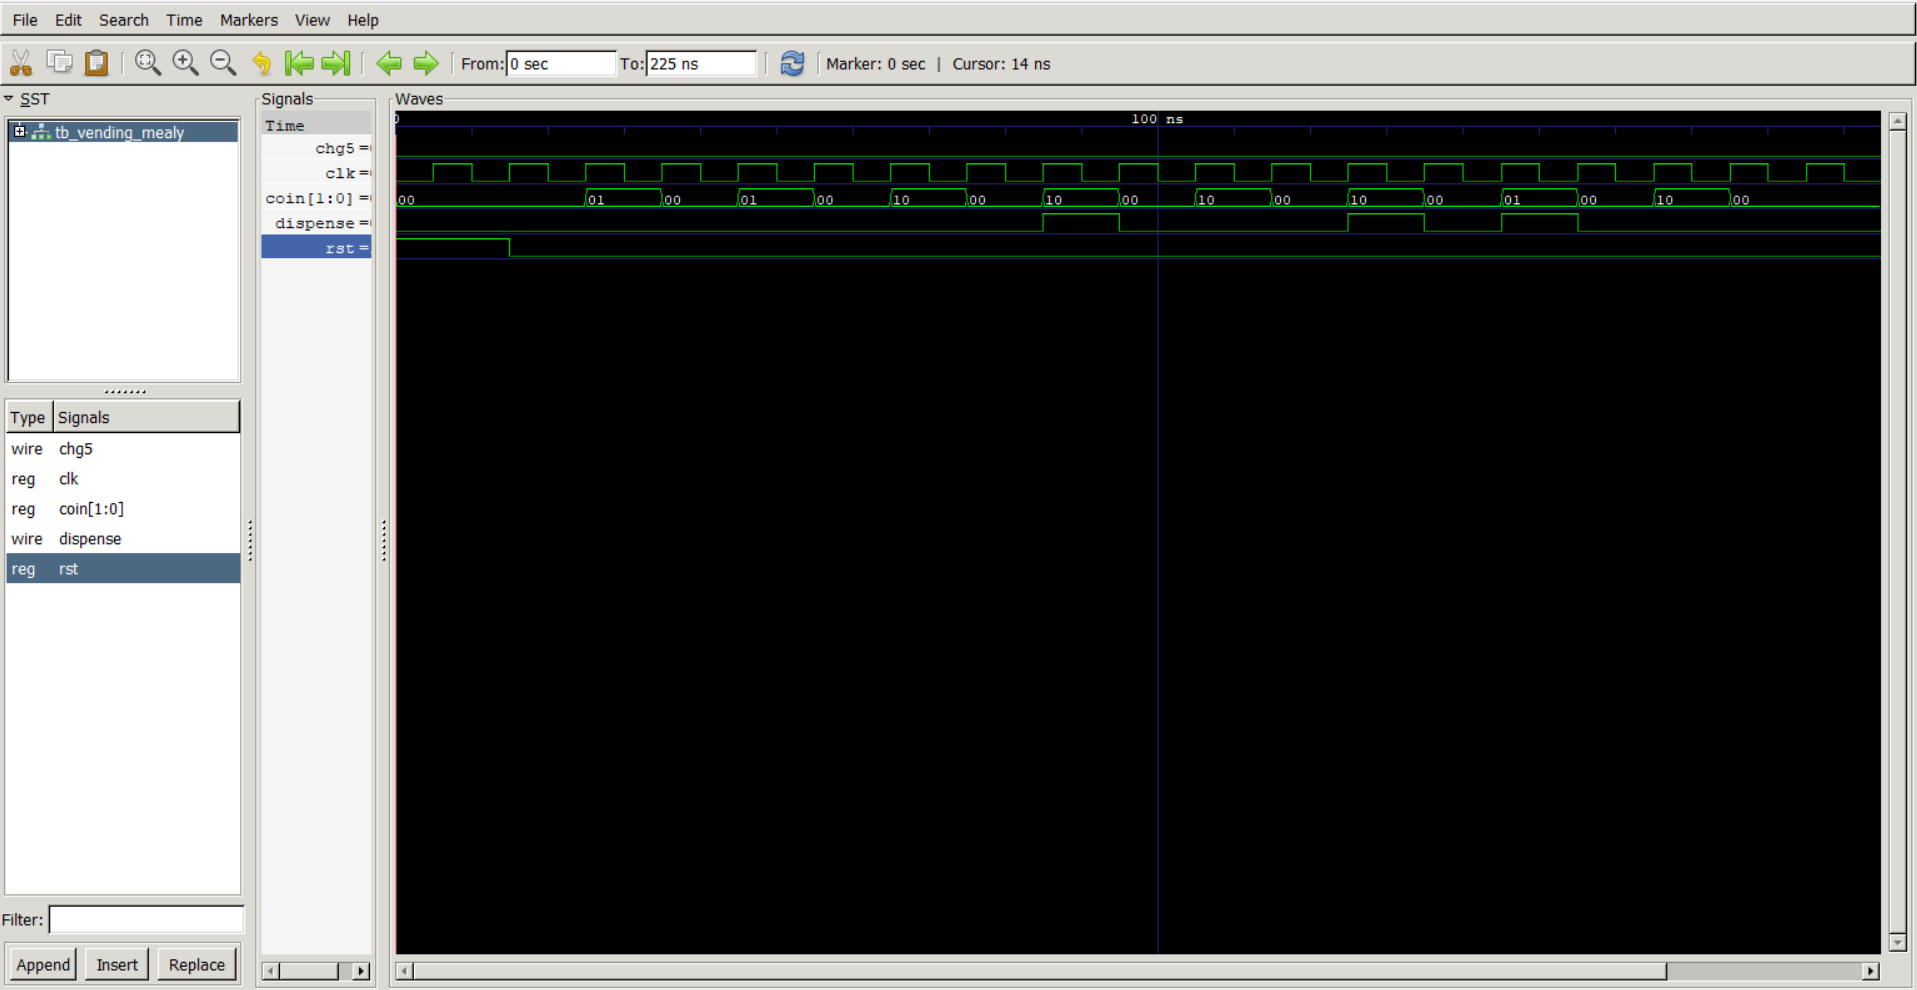 File Edit Search Time Markers View Help
From: 0 sec To: 225 ns Marker: 0 sec | Cursor: 14 ns
SST
tb_vending_mealy
Type Signals
wire chg5
reg clk
reg coin[1:0]
wire dispense
reg rst
Filter:
Append Insert Replace
Signals
Time
chg5 =
clk =
coin[1:0] =
dispense =
rst =
Waves
0 100 ns
00 01 00 01 00 10 00 10 00 10 00 10 00 01 00 10 00